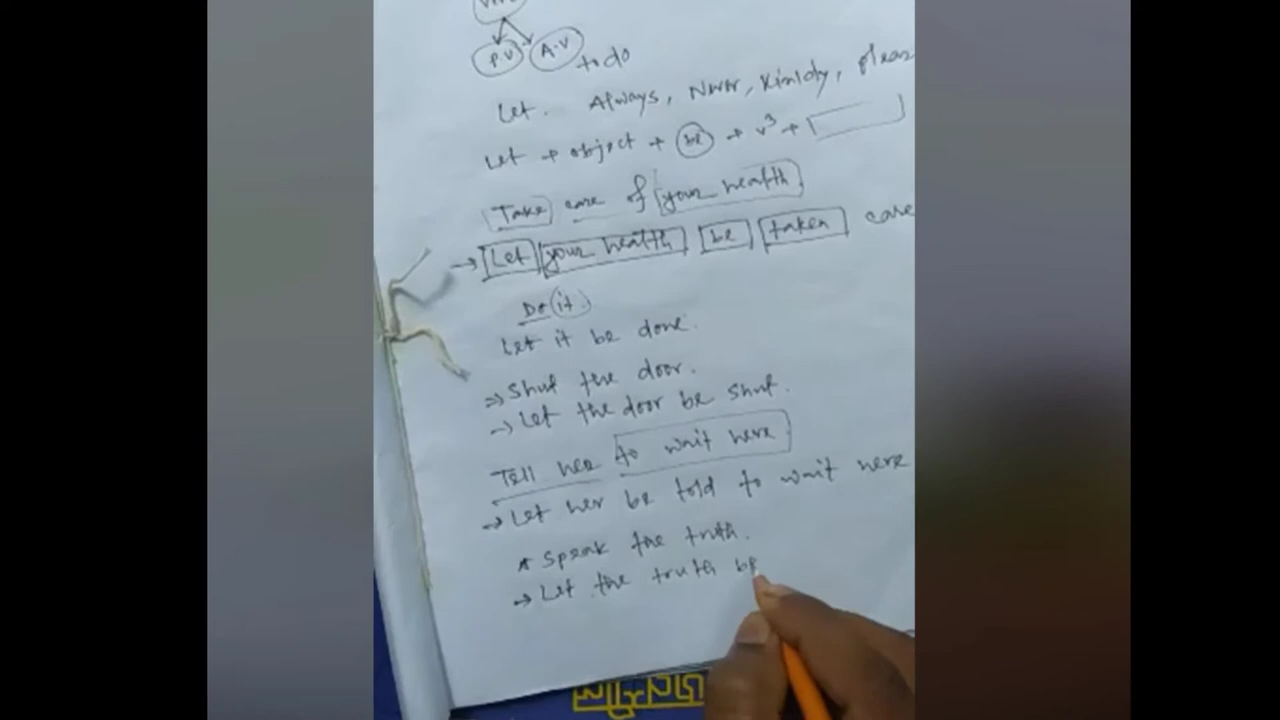 P.V A.V
to do
Let. Always, Never, Kindly, pleas
Let + object + be + v³ +
Take care of your health.
→ Let your health be taken care
Do it.
Let it be done.
⇒ Shut the door.
→ Let the door be shut.
Tell her to wait here.
→ Let her be told to wait here
* Speak the truth.
→ Let the truth be